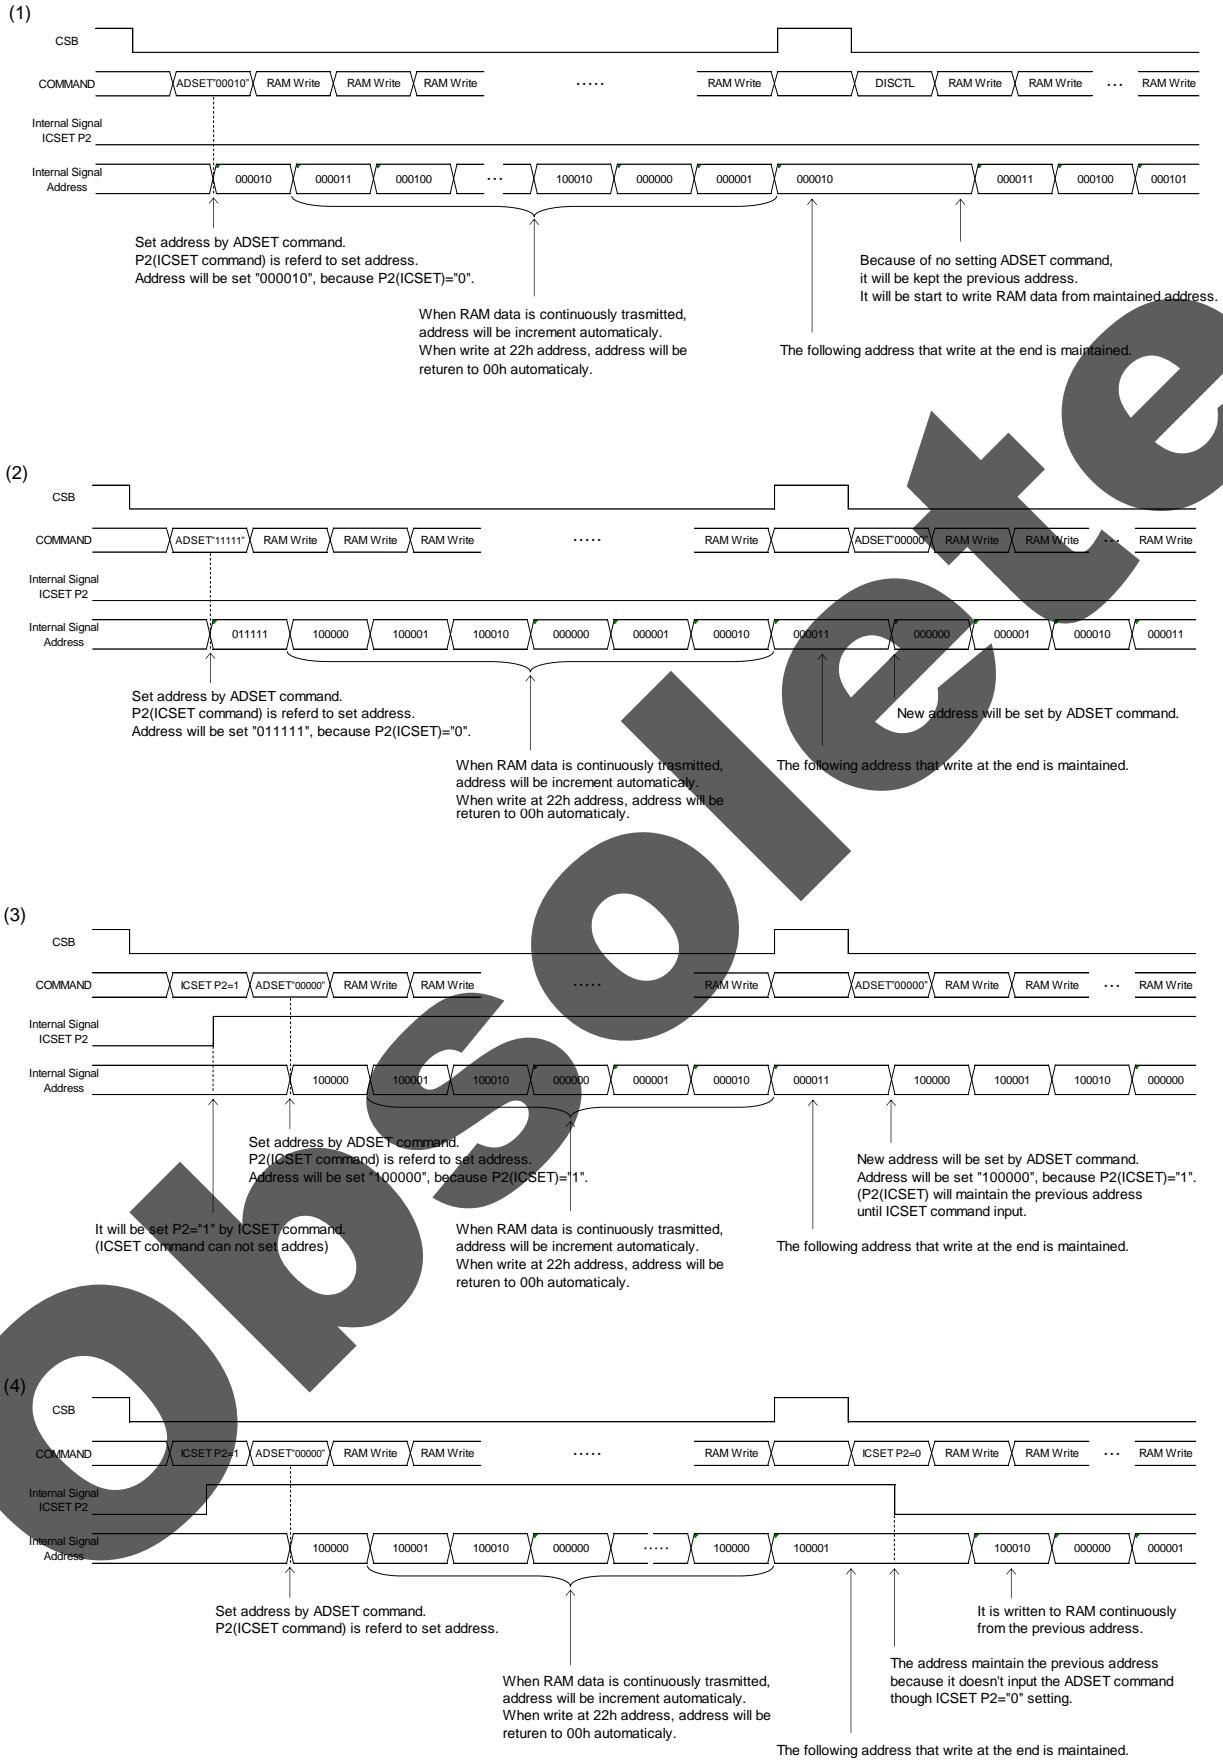 (1)
CSB
COMMAND ADSET"00010" RAM Write RAM Write RAM Write ..... RAM Write DISCTL RAM Write RAM Write ... RAM Write
Internal Signal
ICSET P2
Internal Signal
Address
000010 000011 000100 ... 100010 000000 000001 000010 000011 000100 000101
Set address by ADSET command.
P2(ICSET command) is referd to set address.
Address will be set "000010", because P2(ICSET)="0".
Because of no setting ADSET command,
it will be kept the previous address.
It will be start to write RAM data from maintained address.
When RAM data is continuously trasmitted,
address will be increment automaticaly.
When write at 22h address, address will be
returen to 00h automaticaly.
The following address that write at the end is maintained.
(2)
CSB
COMMAND ADSET"11111" RAM Write RAM Write RAM Write ..... RAM Write ADSET"00000" RAM Write RAM Write ... RAM Write
Internal Signal
ICSET P2
Internal Signal
Address
011111 100000 100001 100010 000000 000001 000010 000011 000000 000001 000010 000011
Set address by ADSET command.
P2(ICSET command) is referd to set address.
Address will be set "011111", because P2(ICSET)="0".
New address will be set by ADSET command.
When RAM data is continuously trasmitted,
address will be increment automaticaly.
When write at 22h address, address will be
returen to 00h automaticaly.
The following address that write at the end is maintained.
(3)
CSB
COMMAND ICSET P2=1 ADSET"00000" RAM Write RAM Write ..... RAM Write ADSET"00000" RAM Write RAM Write ... RAM Write
Internal Signal
ICSET P2
Internal Signal
Address
100000 100001 100010 000000 000001 000010 000011 100000 100001 100010 000000
Set address by ADSET command.
P2(ICSET command) is referd to set address.
Address will be set "100000", because P2(ICSET)="1".
New address will be set by ADSET command.
Address will be set "100000", because P2(ICSET)="1".
(P2(ICSET) will maintain the previous address
until ICSET command input.
It will be set P2="1" by ICSET command.
(ICSET command can not set addres)
When RAM data is continuously trasmitted,
address will be increment automaticaly.
When write at 22h address, address will be
returen to 00h automaticaly.
The following address that write at the end is maintained.
(4)
CSB
COMMAND ICSET P2=1 ADSET"00000" RAM Write RAM Write ..... RAM Write ICSET P2=0 RAM Write RAM Write ... RAM Write
Internal Signal
ICSET P2
Internal Signal
Address
100000 100001 100010 000000 ..... 100000 100001 100010 000000 000001
Set address by ADSET command.
P2(ICSET command) is referd to set address.
It is written to RAM continuously
from the previous address.
When RAM data is continuously trasmitted,
address will be increment automaticaly.
When write at 22h address, address will be
returen to 00h automaticaly.
The address maintain the previous address
because it doesn't input the ADSET command
though ICSET P2="0" setting.
The following address that write at the end is maintained.
Obsolete